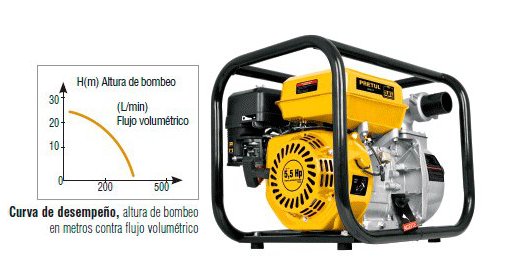 H(m) Altura de bombeo
30
20
10
0
200
500
(L/min)
Flujo volumétrico
Curva de desempeño, altura de bombeo
en metros contra flujo volumétrico
PRETUL
5,5 Hp